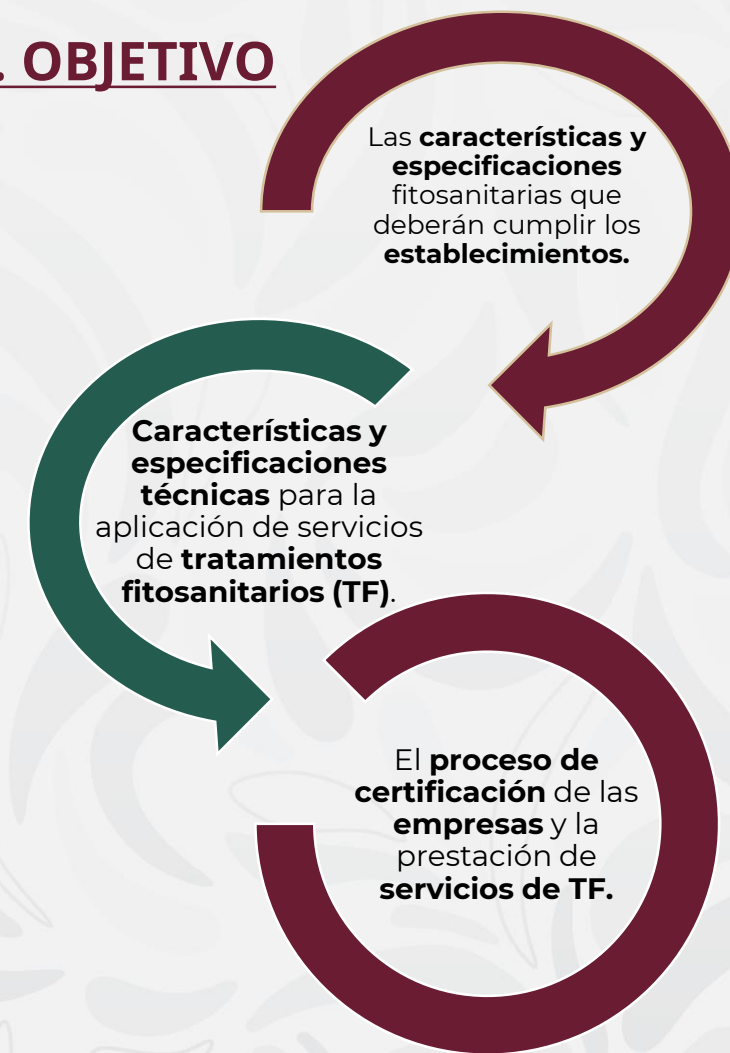 . OBJETIVO
Las características y
especificaciones
fitosanitarias que
deberán cumplir los
establecimientos.
Características y
especificaciones
técnicas para la
aplicación de servicios
de tratamientos
fitosanitarios (TF).
El proceso de
certificación de las
empresas y la
prestación de
servicios de TF.